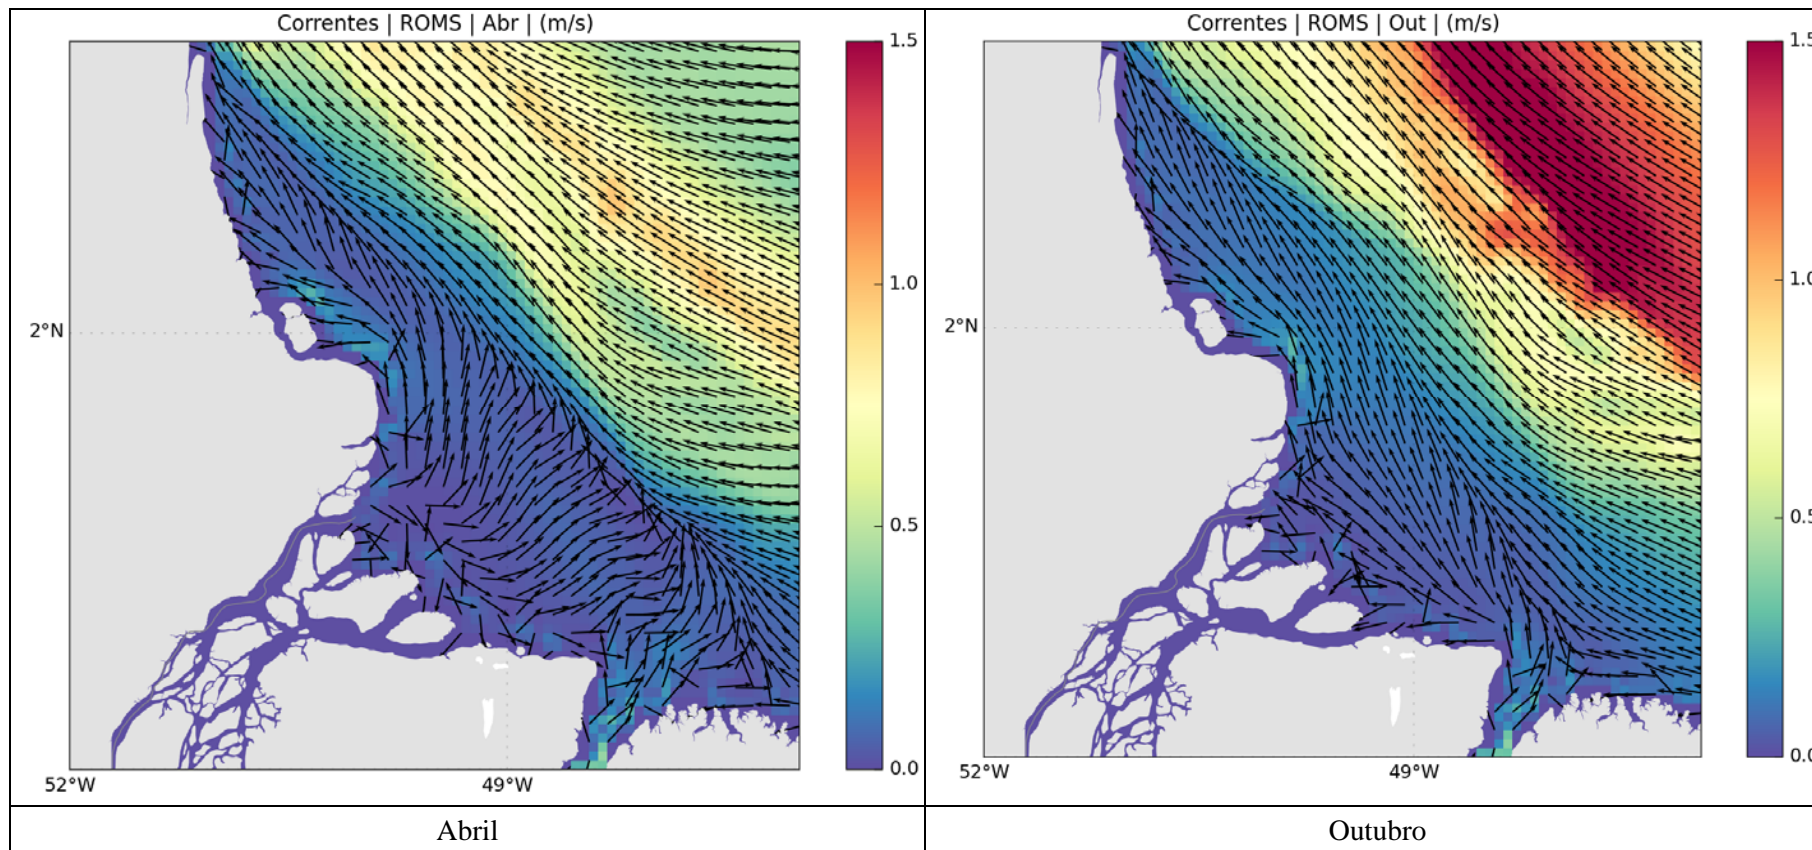 Correntes | ROMS | Abr | (m/s)
1.5
1.0
0.5
0.0
2°N
52°W
49°W
Abril
Correntes | ROMS | Out | (m/s)
1.5
1.0
0.5
0.0
2°N
52°W
49°W
Outubro